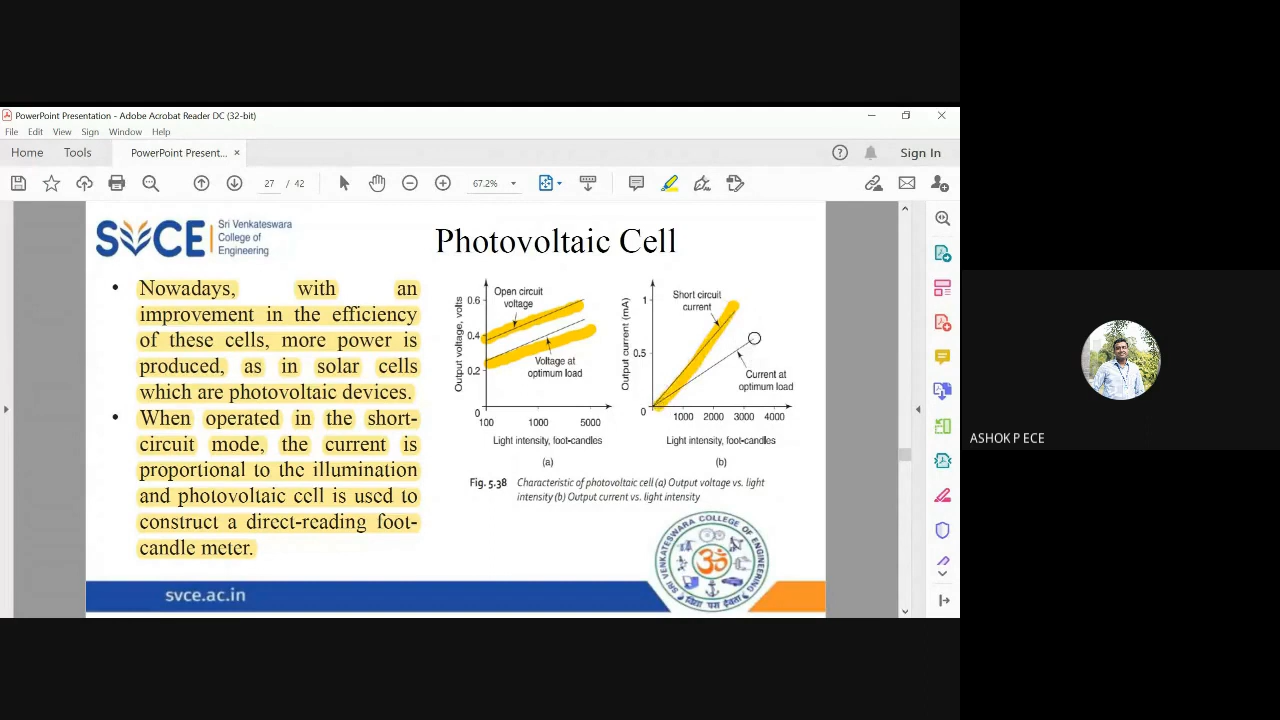 PowerPoint Presentation - Adobe Acrobat Reader DC (32-bit)
File Edit View Sign Window Help
Home Tools PowerPoint Present... × Sign In
27 / 42 67.2%
SVCE
Sri Venkateswara
College of
Engineering
Photovoltaic Cell
• Nowadays, with an
improvement in the efficiency
of these cells, more power is
produced, as in solar cells
which are photovoltaic devices.
• When operated in the short-
circuit mode, the current is
proportional to the illumination
and photovoltaic cell is used to
construct a direct-reading foot-
candle meter.
Output voltage, volts
0.6
0.4
0.2
0
Open circuit
voltage
Voltage at
optimum load
100 1000 5000
Light intensity, foot-candles
(a)
Output current (mA)
1
0.5
0
Short circuit
current
Current at
optimum load
1000 2000 3000 4000
Light intensity, foot-candles
(b)
Fig. 5.38 Characteristic of photovoltaic cell (a) Output voltage vs. light
intensity (b) Output current vs. light intensity
SRI VENKATESWARA COLLEGE OF ENGINEERING
ॐ
svce.ac.in
ASHOK P ECE